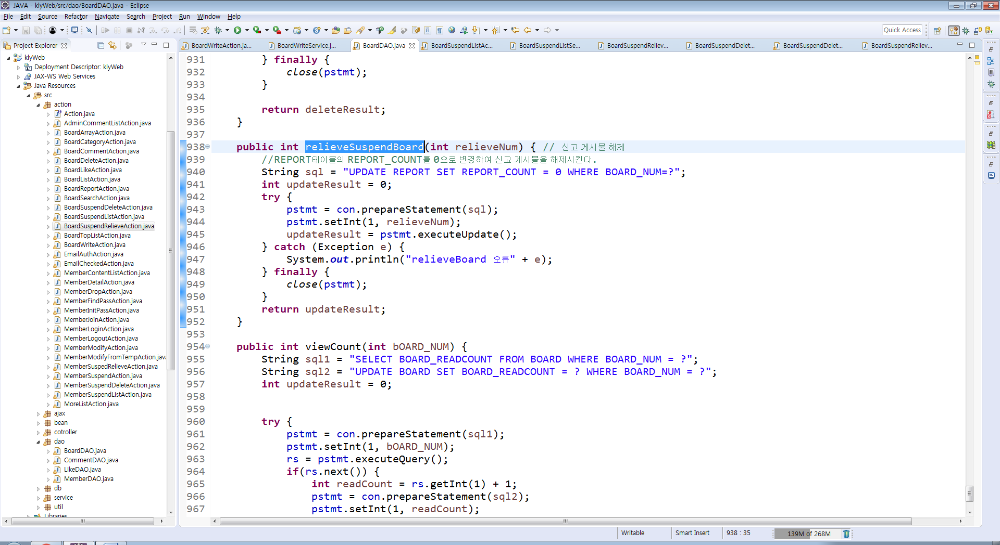 JAVA - klyWeb/src/dao/BoardDAO.java - Eclipse
File Edit Source Refactor Navigate Search Project Run Window Help
Quick Access
Project Explorer
BoardWriteAction.ja... BoardWriteService.j... BoardDAO.java BoardSuspendListAc... BoardSuspendListSe... BoardSuspendReliev... BoardSuspendDelet... BoardSuspendDelet... BoardSuspendReliev...
klyWeb
Deployment Descriptor: klyWeb
JAX-WS Web Services
Java Resources
src
action
Action.java
AdminCommentListAction.java
BoardArrayAction.java
BoardCategoryAction.java
BoardCommentAction.java
BoardDeleteAction.java
BoardLikeAction.java
BoardListAction.java
BoardReportAction.java
BoardSearchAction.java
BoardSuspendDeleteAction.java
BoardSuspendListAction.java
BoardSuspendRelieveAction.java
BoardTopListAction.java
BoardWriteAction.java
EmailAuthAction.java
EmailCheckedAction.java
MemberContentListAction.java
MemberDetailAction.java
MemberDropAction.java
MemberFindPassAction.java
MemberInitPassAction.java
MemberJoinAction.java
MemberLoginAction.java
MemberLogoutAction.java
MemberModifyAction.java
MemberModifyFromTempAction.java
MemberSuspedRelieveAction.java
MemberSuspendAction.java
MemberSuspendDeleteAction.java
MemberSuspendListAction.java
MoreListAction.java
ajax
bean
cotroller
dao
BoardDAO.java
CommentDAO.java
LikeDAO.java
MemberDAO.java
db
service
util
Libraries
931 } finally {
932 close(pstmt);
933 }
934
935 return deleteResult;
936 }
937
938 public int relieveSuspendBoard(int relieveNum) { // 신고 게시물 해제
939 //REPORT테이블의 REPORT_COUNT를 0으로 변경하여 신고 게시물을 해제시킨다.
940 String sql = "UPDATE REPORT SET REPORT_COUNT = 0 WHERE BOARD_NUM=?";
941 int updateResult = 0;
942 try {
943 pstmt = con.prepareStatement(sql);
944 pstmt.setInt(1, relieveNum);
945 updateResult = pstmt.executeUpdate();
946 } catch (Exception e) {
947 System.out.println("relieveBoard 오류" + e);
948 } finally {
949 close(pstmt);
950 }
951 return updateResult;
952 }
953
954 public int viewCount(int bOARD_NUM) {
955 String sql1 = "SELECT BOARD_READCOUNT FROM BOARD WHERE BOARD_NUM = ?";
956 String sql2 = "UPDATE BOARD SET BOARD_READCOUNT = ? WHERE BOARD_NUM = ?";
957 int updateResult = 0;
958
959
960 try {
961 pstmt = con.prepareStatement(sql1);
962 pstmt.setInt(1, bOARD_NUM);
963 rs = pstmt.executeQuery();
964 if(rs.next()) {
965 int readCount = rs.getInt(1) + 1;
966 pstmt = con.prepareStatement(sql2);
967 pstmt.setInt(1, readCount);
Writable Smart Insert 938 : 35 139M of 268M